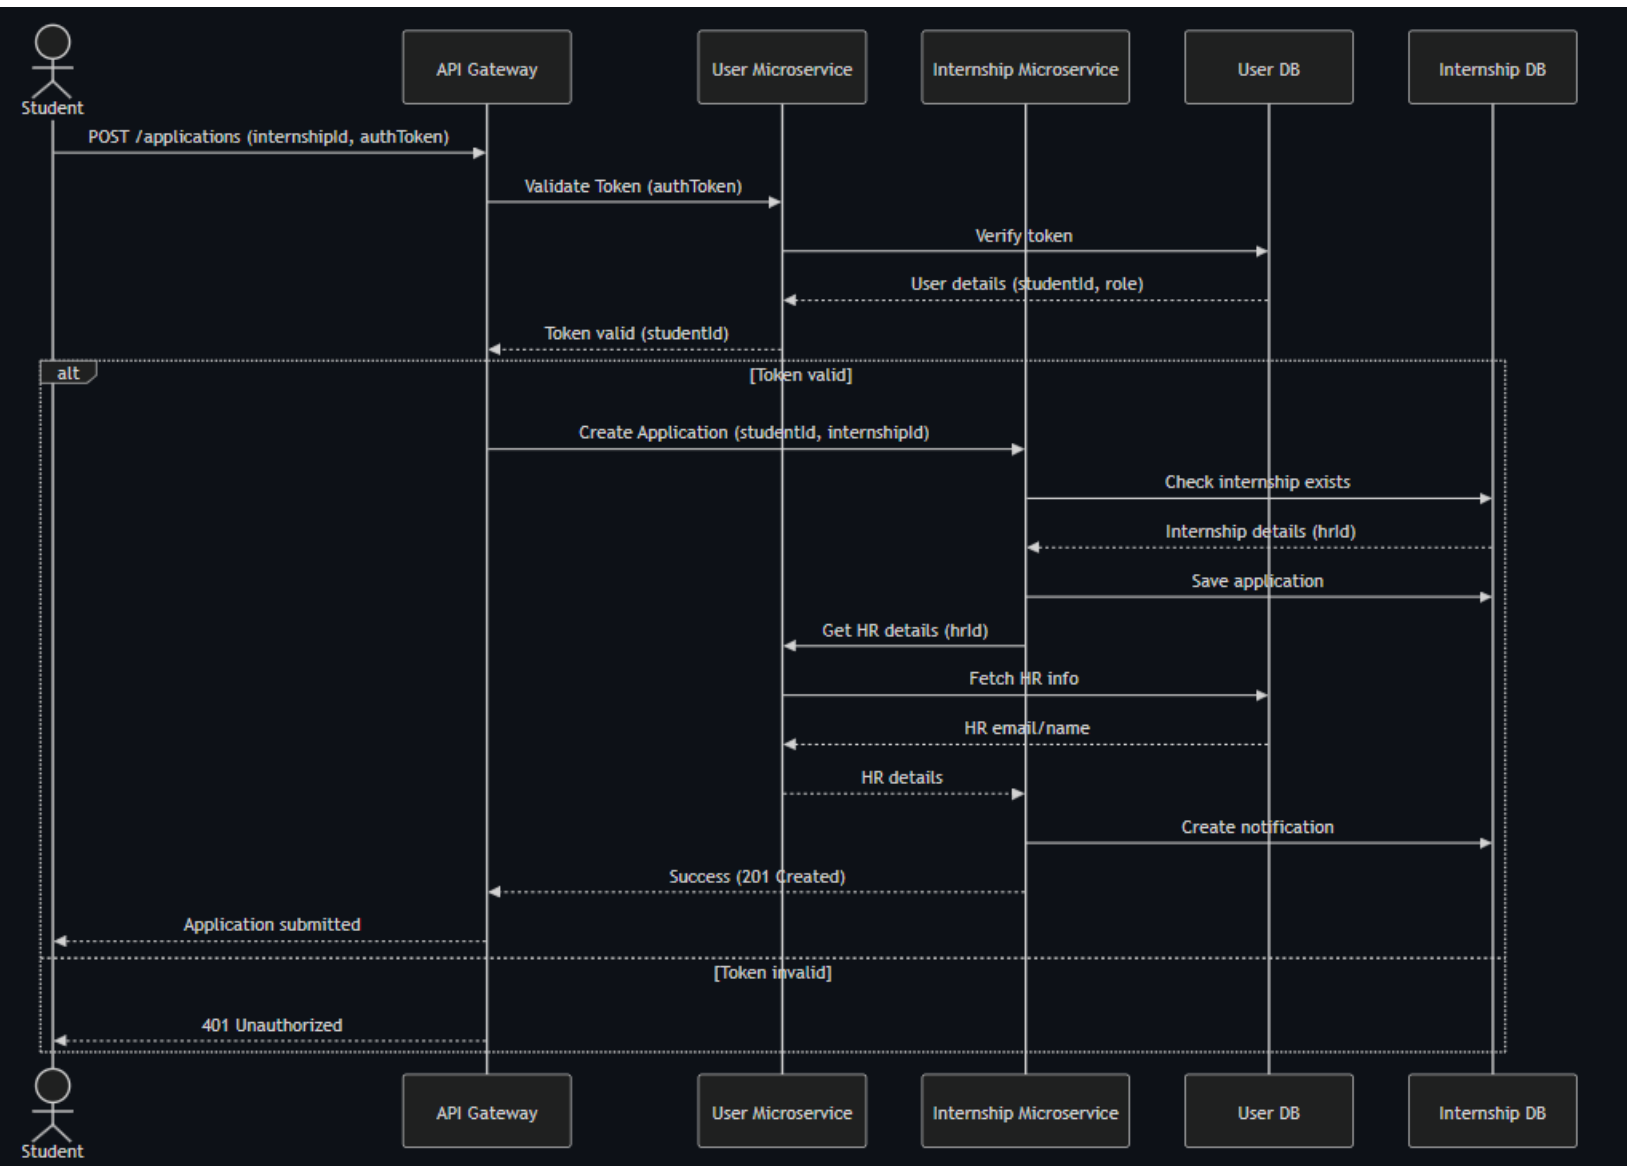 Student
API Gateway
User Microservice
Internship Microservice
User DB
Internship DB
POST /applications (internshipId, authToken)
Validate Token (authToken)
Verify token
User details (studentId, role)
Token valid (studentId)
alt
[Token valid]
Create Application (studentId, internshipId)
Check internship exists
Internship details (hrId)
Save application
Get HR details (hrId)
Fetch HR info
HR email/name
HR details
Create notification
Success (201 Created)
Application submitted
[Token invalid]
401 Unauthorized
Student
API Gateway
User Microservice
Internship Microservice
User DB
Internship DB